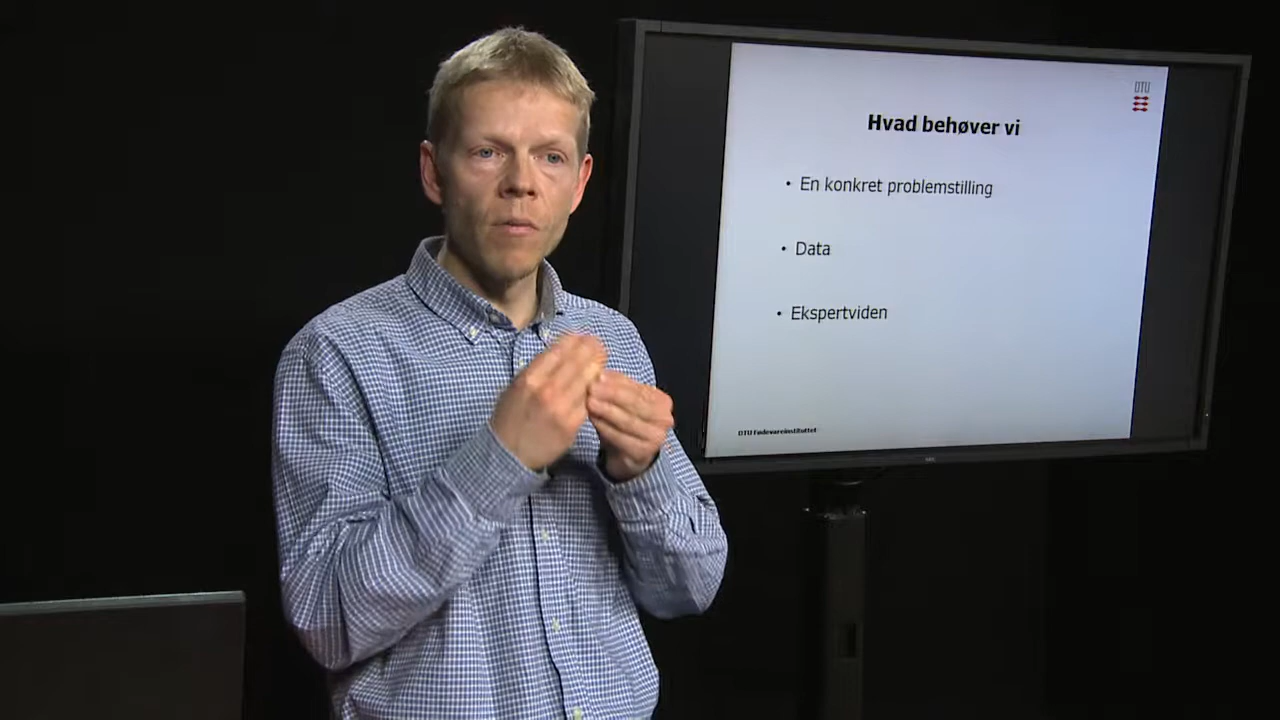 DTU
Hvad behøver vi
• En konkret problemstilling
• Data
• Ekspertviden
DTU Fødevareinstituttet